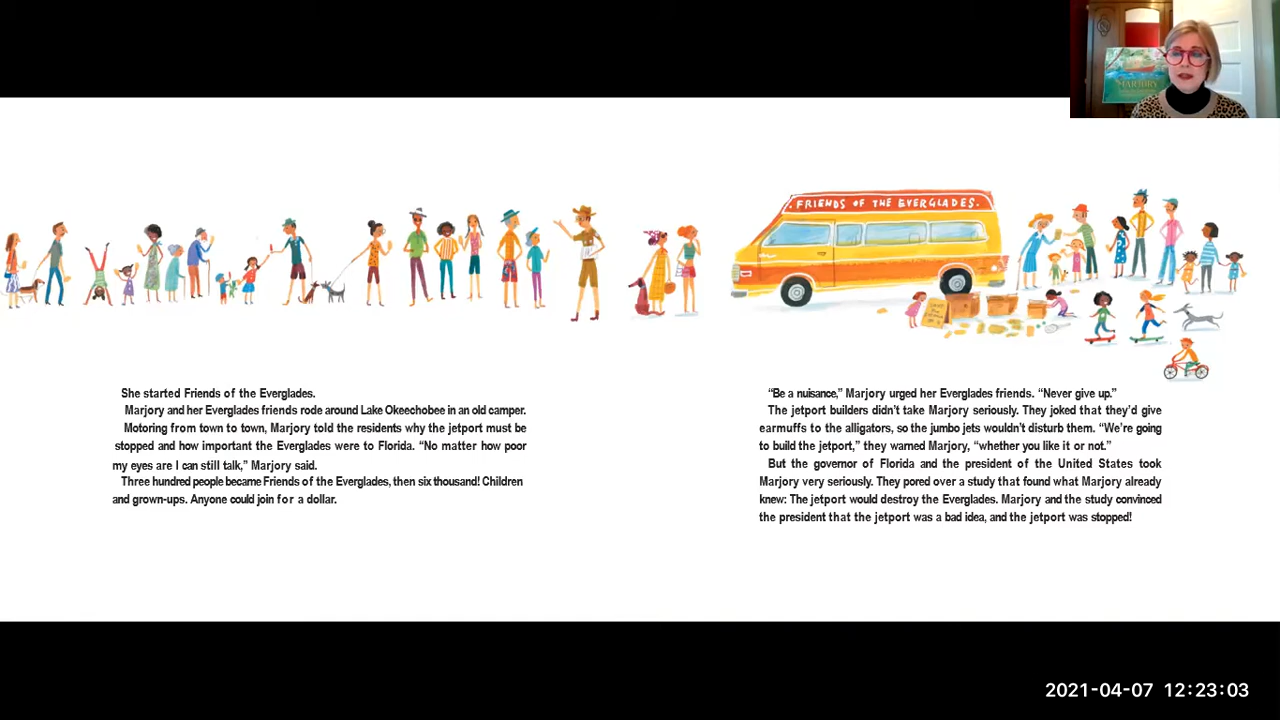 MARJORY
FRIENDS OF THE EVERGLADES.
She started Friends of the Everglades.
Marjory and her Everglades friends rode around Lake Okeechobee in an old camper.
Motoring from town to town, Marjory told the residents why the jetport must be
stopped and how important the Everglades were to Florida. “No matter how poor
my eyes are I can still talk,” Marjory said.
Three hundred people became Friends of the Everglades, then six thousand! Children
and grown-ups. Anyone could join for a dollar.
“Be a nuisance,” Marjory urged her Everglades friends. “Never give up.”
The jetport builders didn’t take Marjory seriously. They joked that they’d give
earmuffs to the alligators, so the jumbo jets wouldn’t disturb them. “We’re going
to build the jetport,” they warned Marjory, “whether you like it or not.”
But the governor of Florida and the president of the United States took
Marjory very seriously. They pored over a study that found what Marjory already
knew: The jetport would destroy the Everglades. Marjory and the study convinced
the president that the jetport was a bad idea, and the jetport was stopped!
2021-04-07 12:23:03